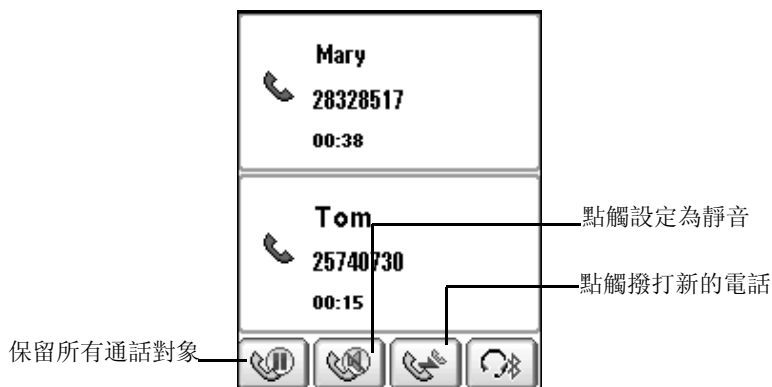 Mary
28328517
00:38
Tom
25740730
00:15
點觸設定為靜音
點觸撥打新的電話
保留所有通話對象